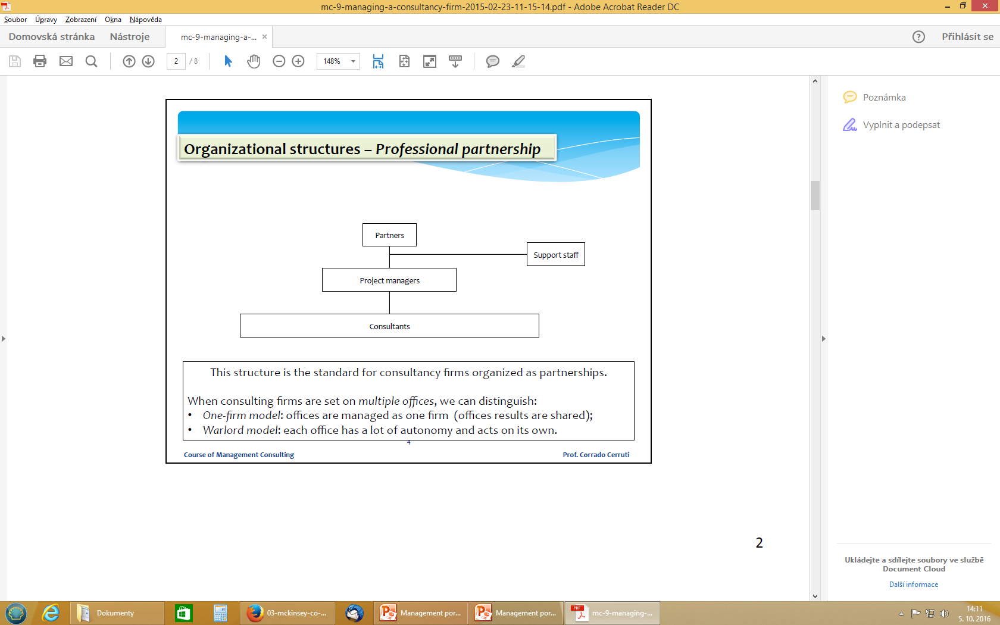 mc-9-managing-a-consultancy-firm-2015-02-23-11-15-14.pdf - Adobe Acrobat Reader DC
Soubor Úpravy Zobrazení Okna Nápověda
Domovská stránka Nástroje mc-9-managing-a-... × ? Přihlásit se
2 / 8 148%
Poznámka
Vyplnit a podepsat
Organizational structures – Professional partnership
Partners
Support staff
Project managers
Consultants
This structure is the standard for consultancy firms organized as partnerships.
When consulting firms are set on multiple offices, we can distinguish:
• One-firm model: offices are managed as one firm (offices results are shared);
• Warlord model: each office has a lot of autonomy and acts on its own.
4
Course of Management Consulting Prof. Corrado Cerruti
2
Ukládejte a sdílejte soubory ve službě
Document Cloud
Další informace
Dokumenty 03-mckinsey-co-... Management por... Management por... PDF mc-9-managing-...
14:11
5. 10. 2016